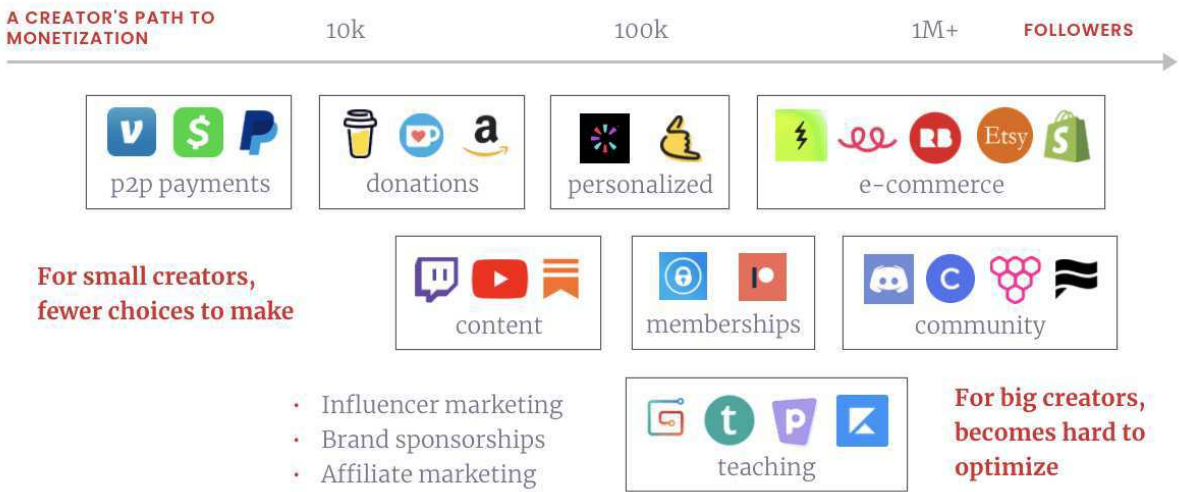 A CREATOR'S PATH TO
MONETIZATION
10k
100k
1M+
FOLLOWERS
p2p payments
donations
a
personalized
RB
Etsy
e-commerce
For small creators,
fewer choices to make
content
memberships
C
community
• Influencer marketing
• Brand sponsorships
• Affiliate marketing
t
p
teaching
For big creators,
becomes hard to
optimize